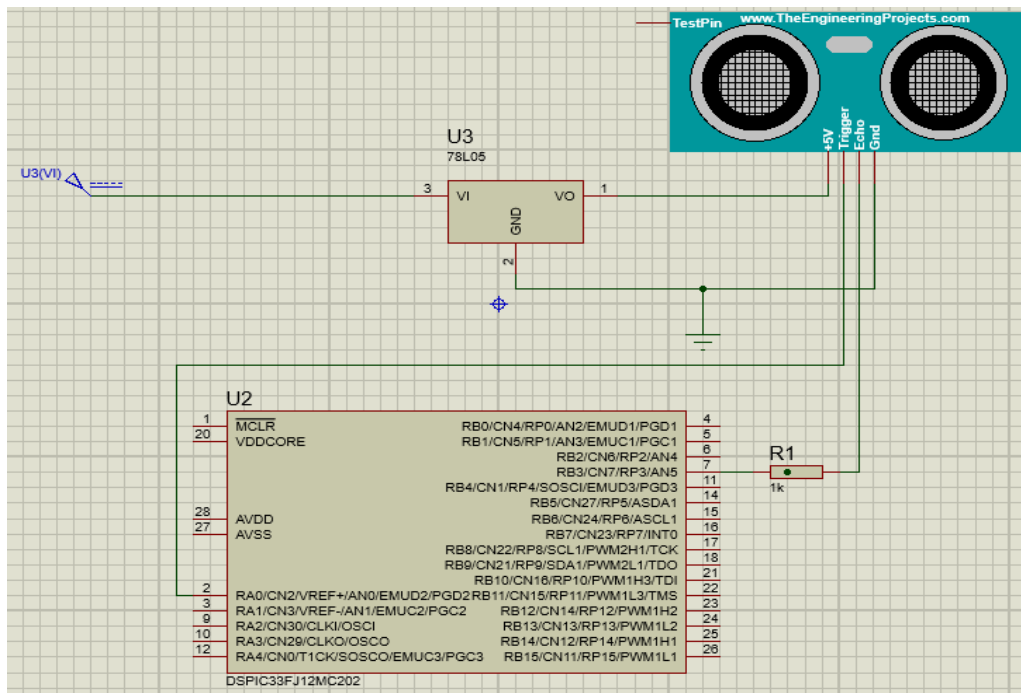 TestPin
www.TheEngineeringProjects.com
+5V
Trigger
Echo
Gnd
U3
78L05
U3(VI)
3
VI
VO
1
GND
2
U2
1
MCLR
20
VDDCORE
28
AVDD
27
AVSS
2
RA0/CN2/VREF+/AN0/EMUD2/PGD2
3
RA1/CN3/VREF-/AN1/EMUC2/PGC2
9
RA2/CN30/CLKI/OSCI
10
RA3/CN29/CLKO/OSCO
12
RA4/CN0/T1CK/SOSCO/EMUC3/PGC3
RB0/CN4/RP0/AN2/EMUD1/PGD1
4
RB1/CN5/RP1/AN3/EMUC1/PGC1
5
RB2/CN6/RP2/AN4
6
RB3/CN7/RP3/AN5
7
RB4/CN1/RP4/SOSCI/EMUD3/PGD3
11
RB5/CN27/RP5/ASDA1
14
RB6/CN24/RP6/ASCL1
15
RB7/CN23/RP7/INT0
16
RB8/CN22/RP8/SCL1/PWM2H1/TCK
17
RB9/CN21/RP9/SDA1/PWM2L1/TDO
18
RB10/CN16/RP10/PWM1H3/TDI
21
RB11/CN15/RP11/PWM1L3/TMS
22
RB12/CN14/RP12/PWM1H2
23
RB13/CN13/RP13/PWM1L2
24
RB14/CN12/RP14/PWM1H1
25
RB15/CN11/RP15/PWM1L1
26
DSPIC33FJ12MC202
R1
1k